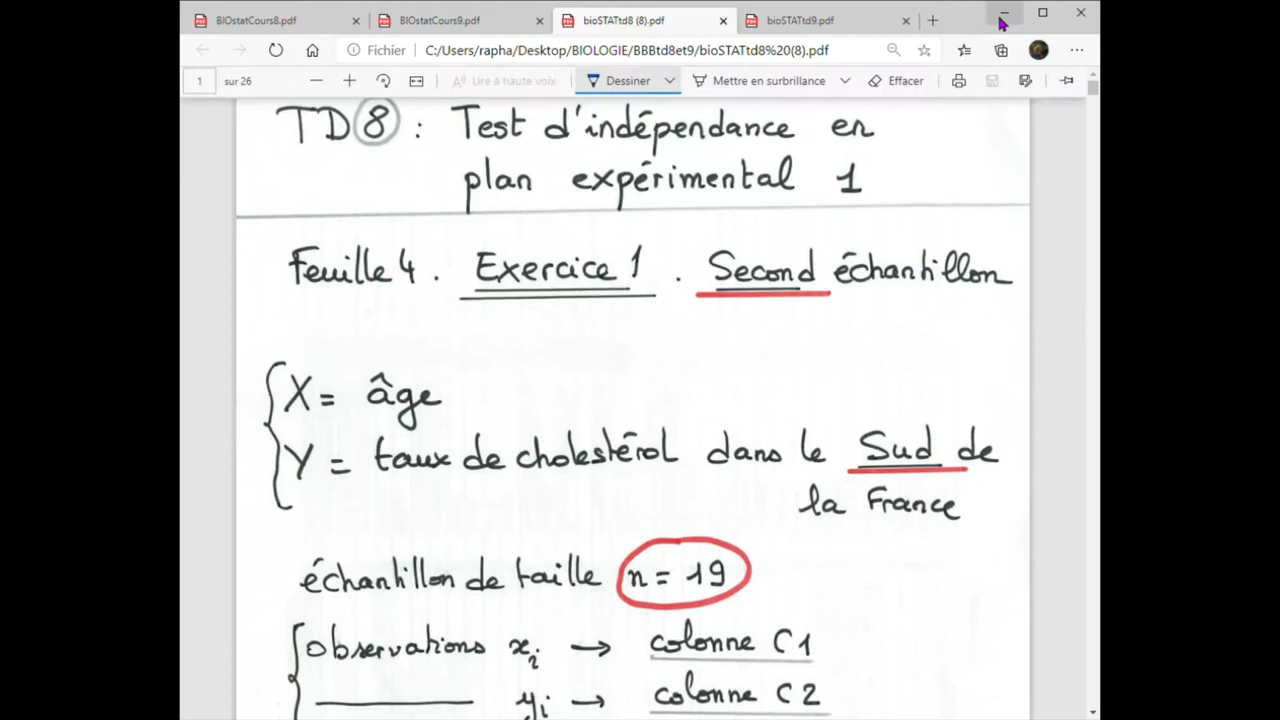 BIOstatCours8.pdf
BIOstatCours9.pdf
bioSTATtd8 (8).pdf
bioSTATtd9.pdf
Fichier
C:/Users/rapha/Desktop/BIOLOGIE/BBBtd8et9/bioSTATtd8%20(8).pdf
1 sur 26
Lire à haute voix
Dessiner
Mettre en surbrillance
Effacer
TD 8 : Test d'indépendance en
plan expérimental 1
Feuille 4 . Exercice 1 . Second échantillon
X = âge
Y = taux de cholestérol dans le Sud de
la France
échantillon de taille n = 19
observations xi → colonne C1
yi → colonne C2